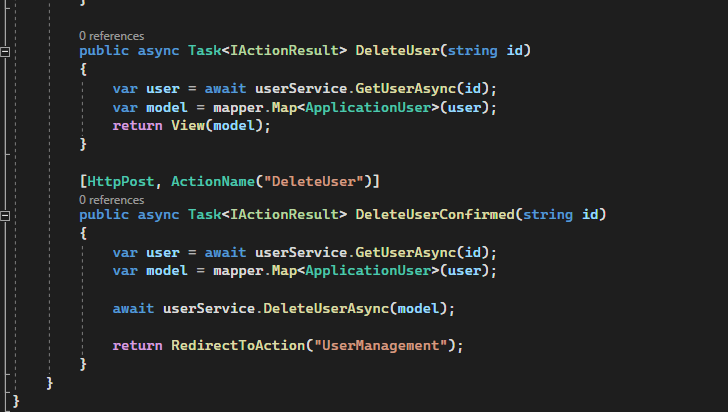 }
0 references
public async Task<IActionResult> DeleteUser(string id)
{
var user = await userService.GetUserAsync(id);
var model = mapper.Map<ApplicationUser>(user);
return View(model);
}
[HttpPost, ActionName("DeleteUser")]
0 references
public async Task<IActionResult> DeleteUserConfirmed(string id)
{
var user = await userService.GetUserAsync(id);
var model = mapper.Map<ApplicationUser>(user);
await userService.DeleteUserAsync(model);
return RedirectToAction("UserManagement");
}
}
}